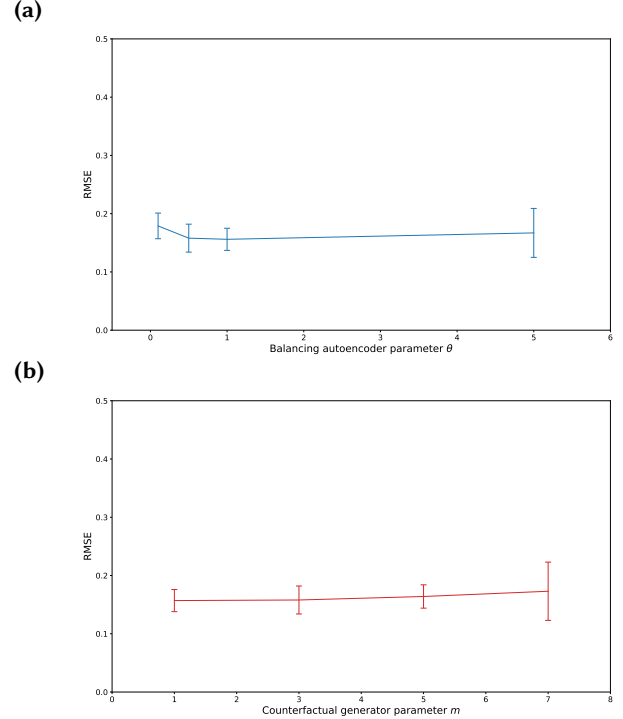 (a)
0.5
0.4
0.3
0.2
0.1
0.0
RMSE
0 1 2 3 4 5 6
Balancing autoencoder parameter θ
(b)
0.5
0.4
0.3
0.2
0.1
0.0
RMSE
0 1 2 3 4 5 6 7 8
Counterfactual generator parameter m